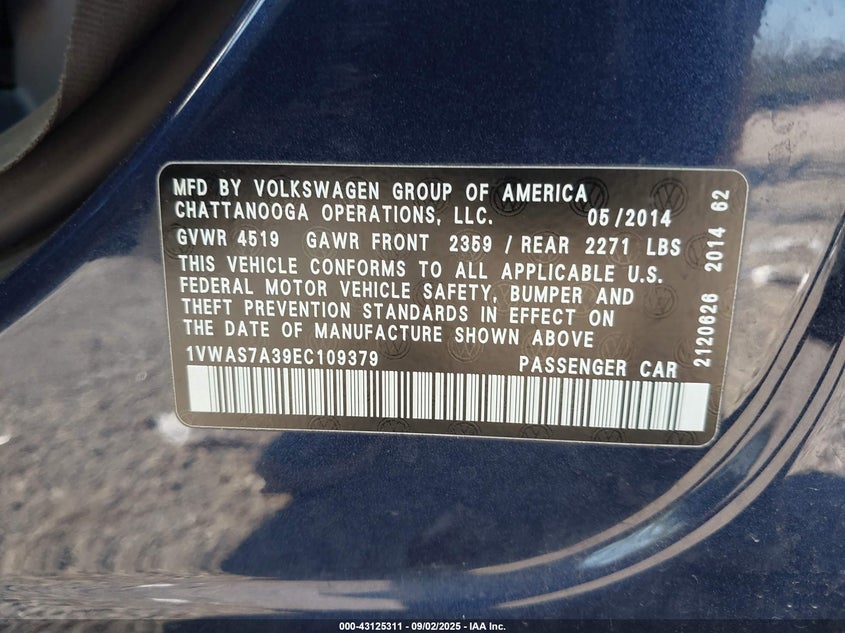 MFD BY VOLKSWAGEN GROUP OF AMERICA
CHATTANOOGA OPERATIONS, LLC. 05/2014
GVWR 4519 GAWR FRONT 2359 / REAR 2271 LBS
THIS VEHICLE CONFORMS TO ALL APPLICABLE U.S.
FEDERAL MOTOR VEHICLE SAFETY, BUMPER AND
THEFT PREVENTION STANDARDS IN EFFECT ON
THE DATE OF MANUFACTURE SHOWN ABOVE
1VWAS7A39EC109379 PASSENGER CAR
2120626 2014 62
000-43125311 - 09/02/2025 - IAA Inc.